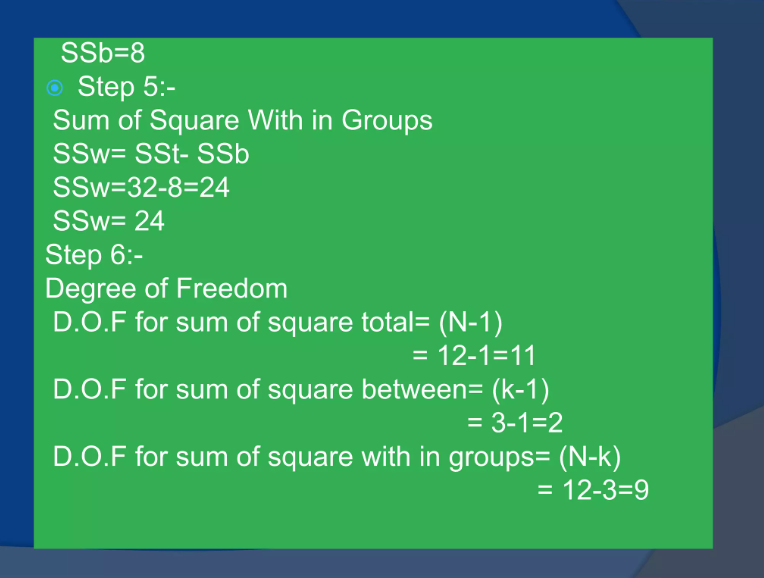 SSb=8
Step 5:-
Sum of Square With in Groups
SSw= SSt- SSb
SSw=32-8=24
SSw= 24
Step 6:-
Degree of Freedom
D.O.F for sum of square total= (N-1)
= 12-1=11
D.O.F for sum of square between= (k-1)
= 3-1=2
D.O.F for sum of square with in groups= (N-k)
= 12-3=9